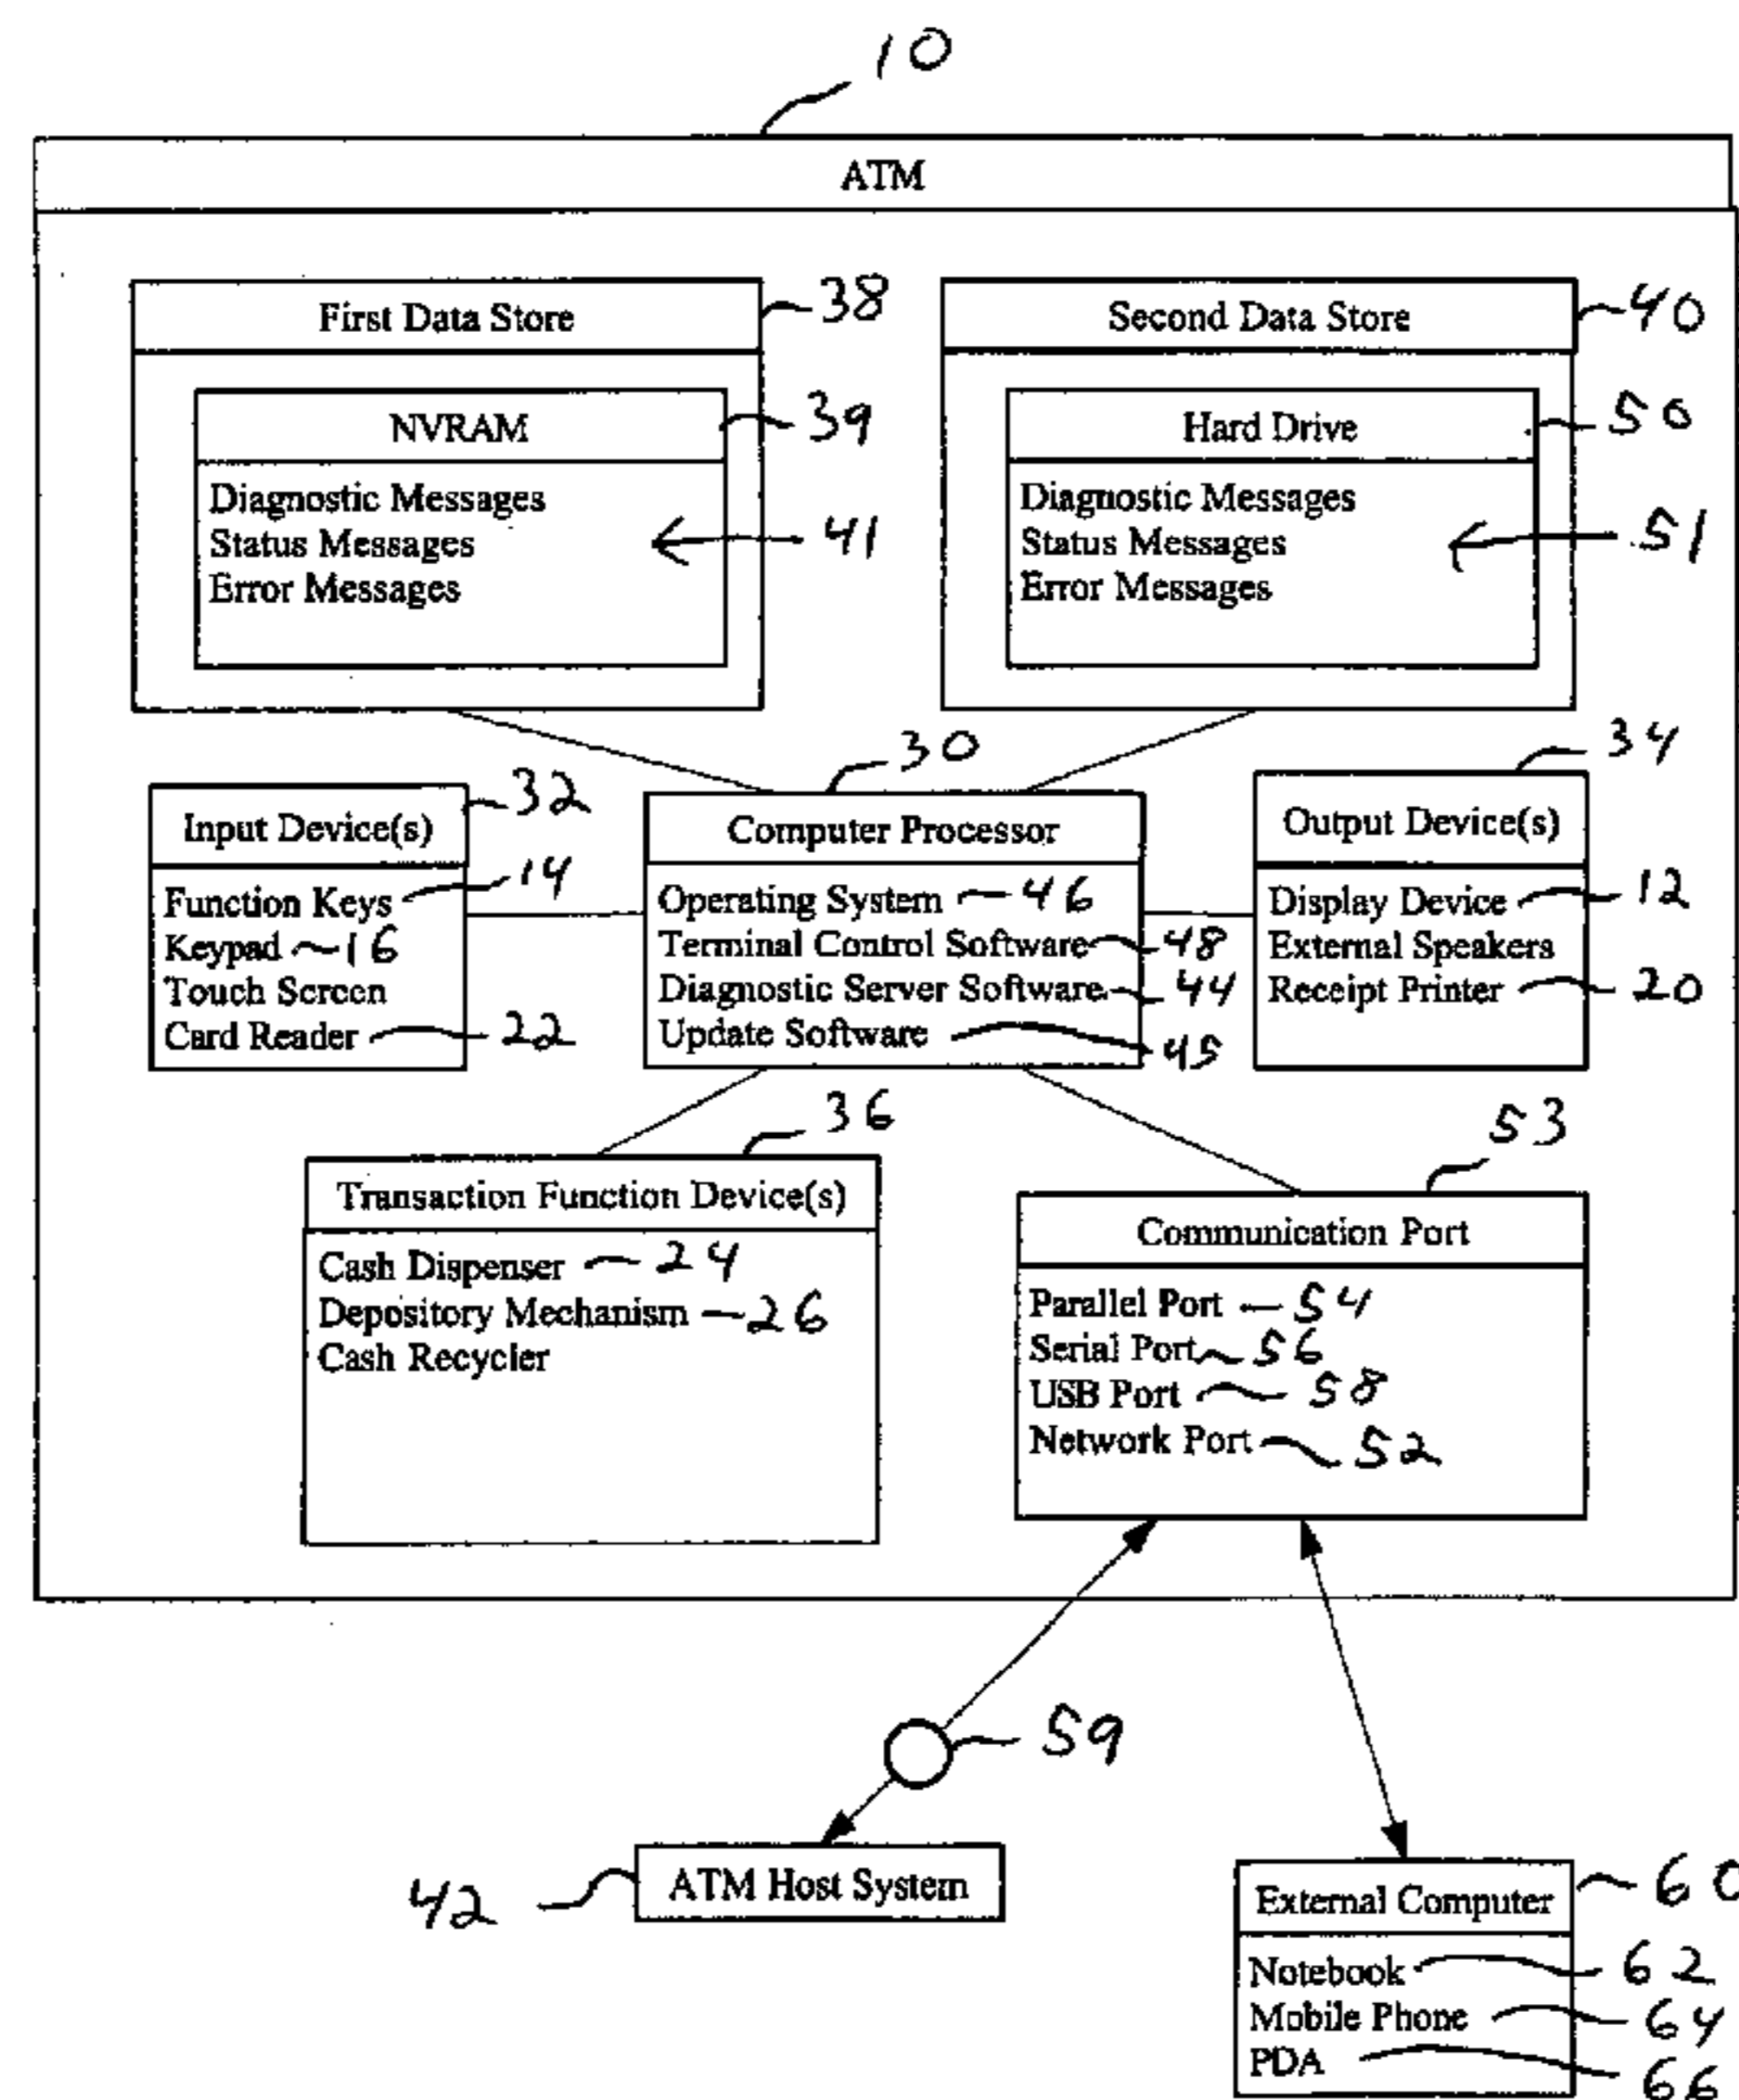 10
ATM
First Data Store 38
Second Data Store 40
NVRAM 39
Diagnostic Messages
Status Messages 41
Error Messages
Hard Drive 50
Diagnostic Messages
Status Messages 51
Error Messages
Input Device(s) 32
Function Keys 14
Keypad 16
Touch Screen
Card Reader 22
30
Computer Processor
Operating System 46
Terminal Control Software 48
Diagnostic Server Software 44
Update Software 45
34
Output Device(s)
Display Device 12
External Speakers
Receipt Printer 20
36
Transaction Function Device(s)
Cash Dispenser 24
Depository Mechanism 26
Cash Recycler
53
Communication Port
Parallel Port 54
Serial Port 56
USB Port 58
Network Port 52
59
42 ATM Host System
External Computer 60
Notebook 62
Mobile Phone 64
PDA 66